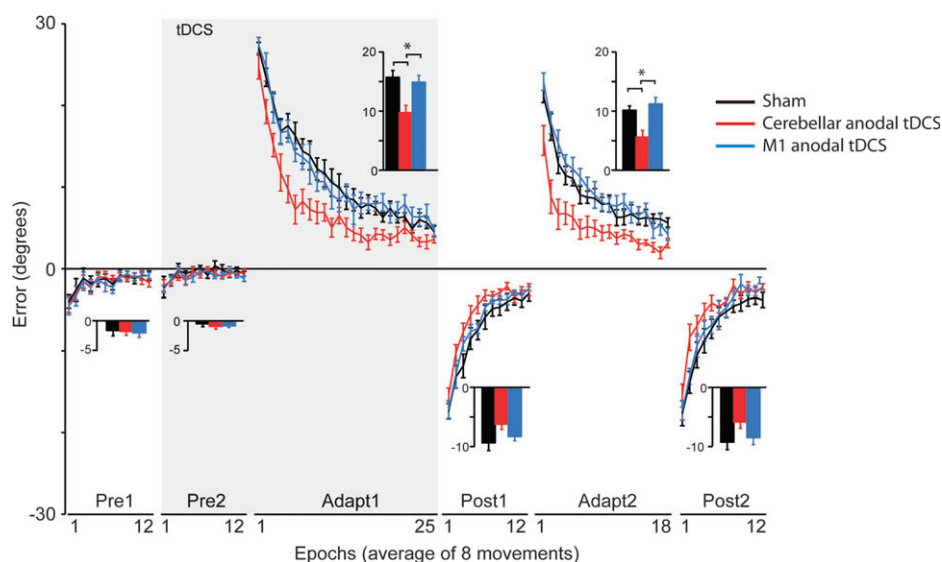 30
tDCS
20
*
10
0
20
*
10
0
Sham
Cerebellar anodal tDCS
M1 anodal tDCS
Error (degrees)
0
0
-5
0
-5
0
-10
0
-10
-30
Pre1
Pre2
Adapt1
Post1
Adapt2
Post2
1 12
1 12
1 25
1 12
1 18
1 12
Epochs (average of 8 movements)